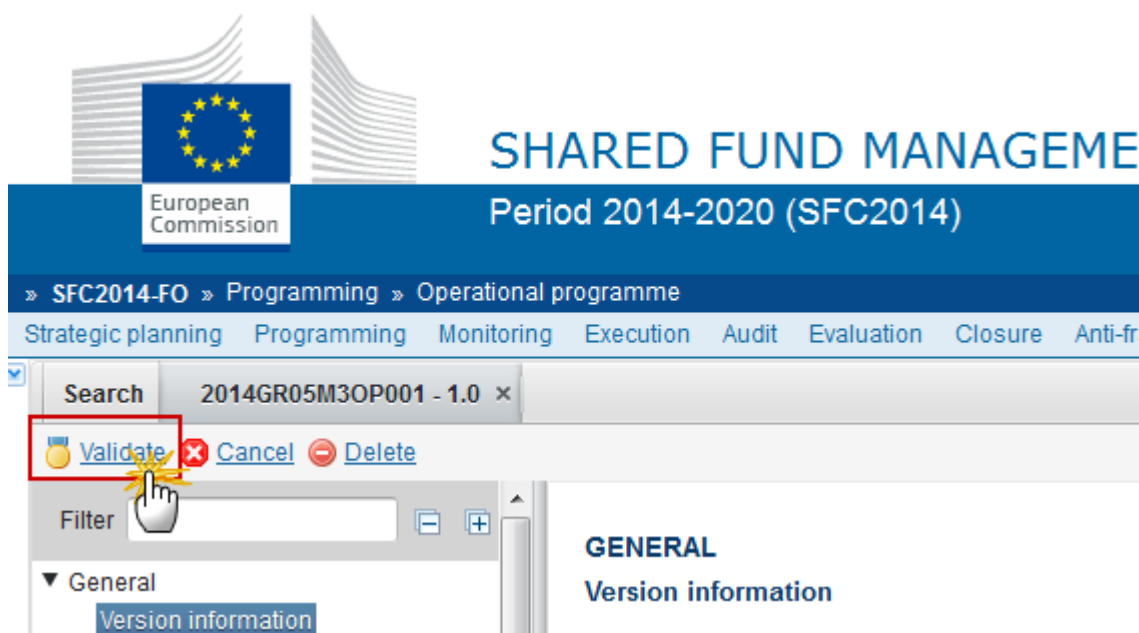 SHARED FUND MANAGEME
European
Commission
Period 2014-2020 (SFC2014)
» SFC2014-FO » Programming » Operational programme
Strategic planning Programming Monitoring Execution Audit Evaluation Closure Anti-fr
Search 2014GR05M3OP001 - 1.0 ×
Validate Cancel Delete
Filter
GENERAL
▼ General
Version information
Version information